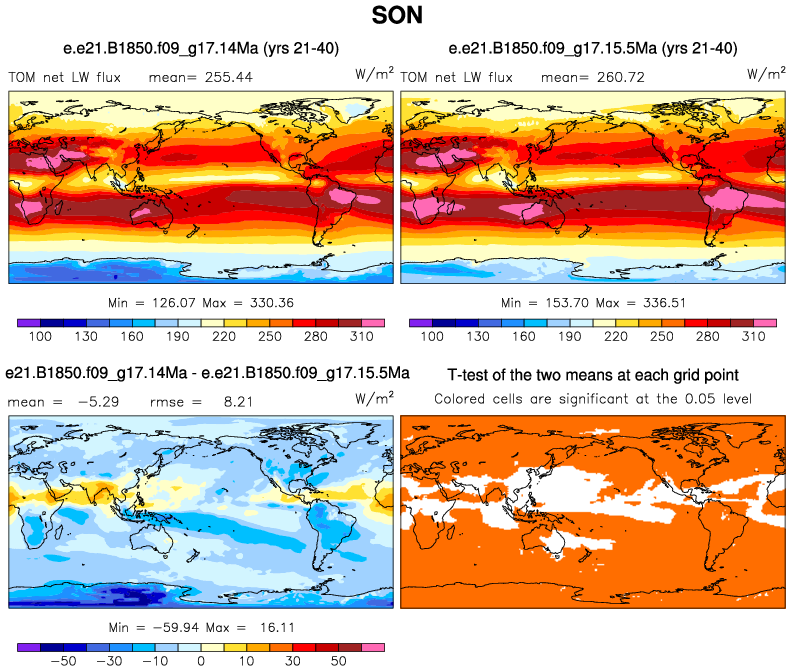 SON
e.e21.B1850.f09_g17.14Ma (yrs 21-40)
TOM net LW flux mean= 255.44 W/m2
Min = 126.07 Max = 330.36
100 130 160 190 220 250 280 310
e.e21.B1850.f09_g17.15.5Ma (yrs 21-40)
TOM net LW flux mean= 260.72 W/m2
Min = 153.70 Max = 336.51
100 130 160 190 220 250 280 310
e21.B1850.f09_g17.14Ma - e.e21.B1850.f09_g17.15.5Ma
mean = -5.29 rmse = 8.21 W/m2
Min = -59.94 Max = 16.11
-50 -30 -10 0 10 30 50
T-test of the two means at each grid point
Colored cells are significant at the 0.05 level